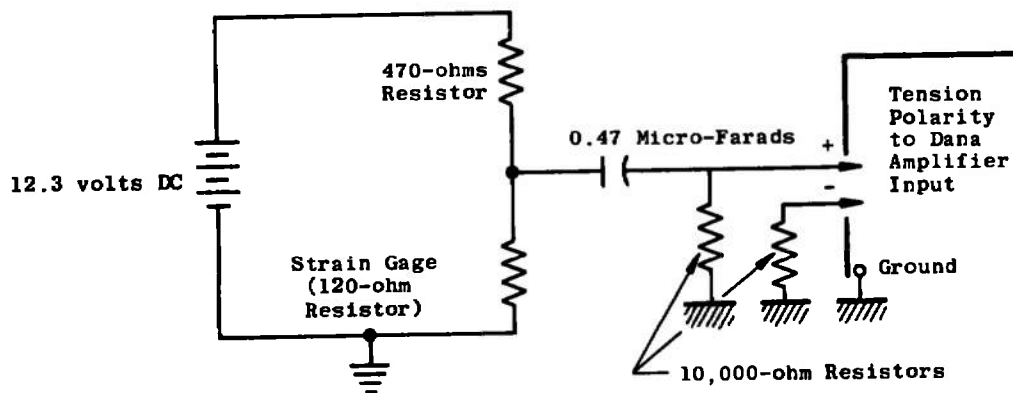 470-ohms
Resistor
0.47 Micro-Farads
12.3 volts DC
Strain Gage
(120-ohm
Resistor)
+
-
Tension
Polarity
to Dana
Amplifier
Input
Ground
10,000-ohm Resistors